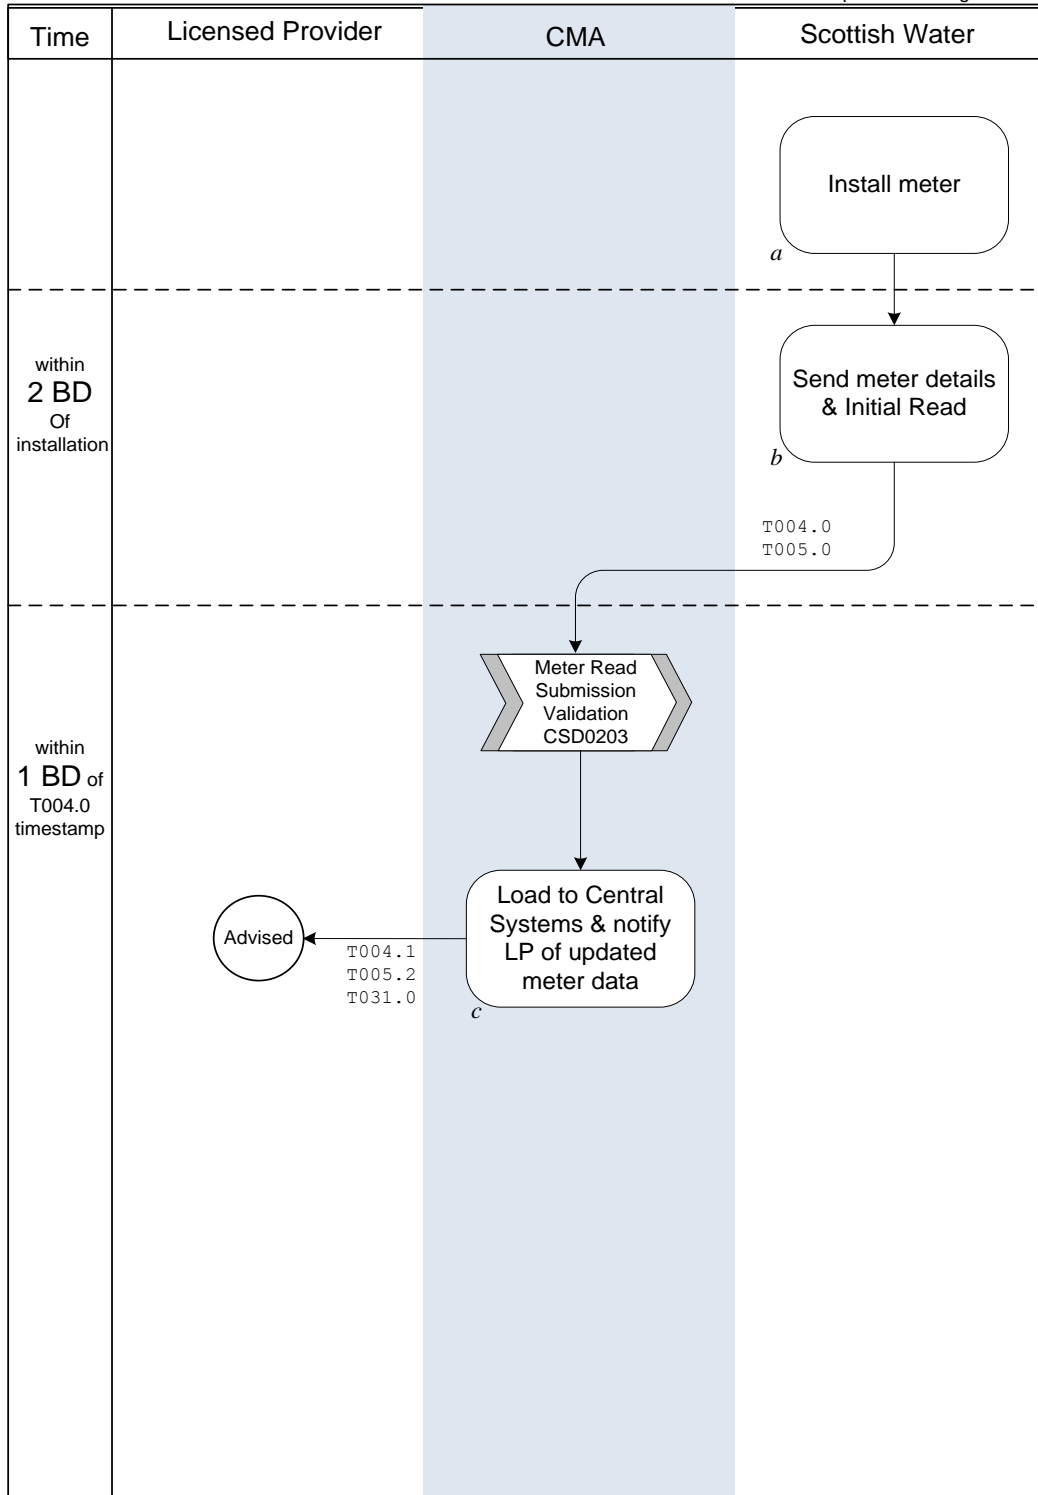 Time
Licensed Provider
CMA
Scottish Water
Install meter
a
within
2 BD
Of
installation
Send meter details
& Initial Read
b
T004.0
T005.0
Meter Read
Submission
Validation
CSD0203
within
1 BD of
T004.0
timestamp
Load to Central
Systems & notify
LP of updated
meter data
c
Advised
T004.1
T005.2
T031.0